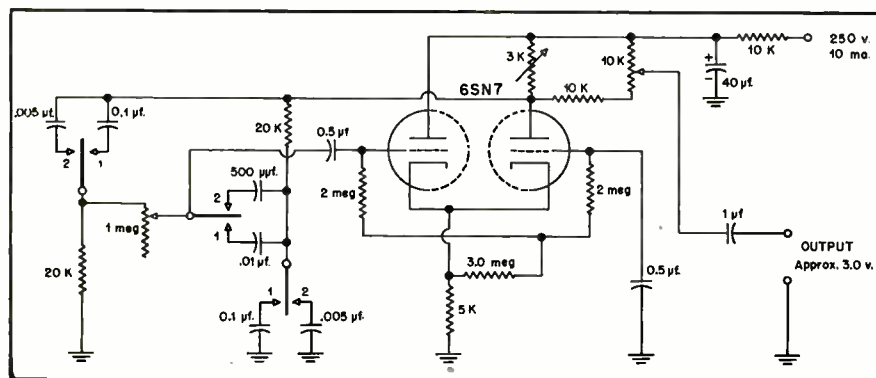 250 v.
10 ma.
10 K
3 K
10 K
40 µf.
+
−
6SN7
10 K
.005 µf.
0.1 µf.
20 K
0.5 µf
2
1
500 µµf.
2
2 meg
2 meg
1 meg
1
.01 µf.
1 µf
OUTPUT
Approx. 3.0 v.
3.0 meg
20 K
1
2
0.5 µf.
0.1 µf.
.005 µf.
5 K